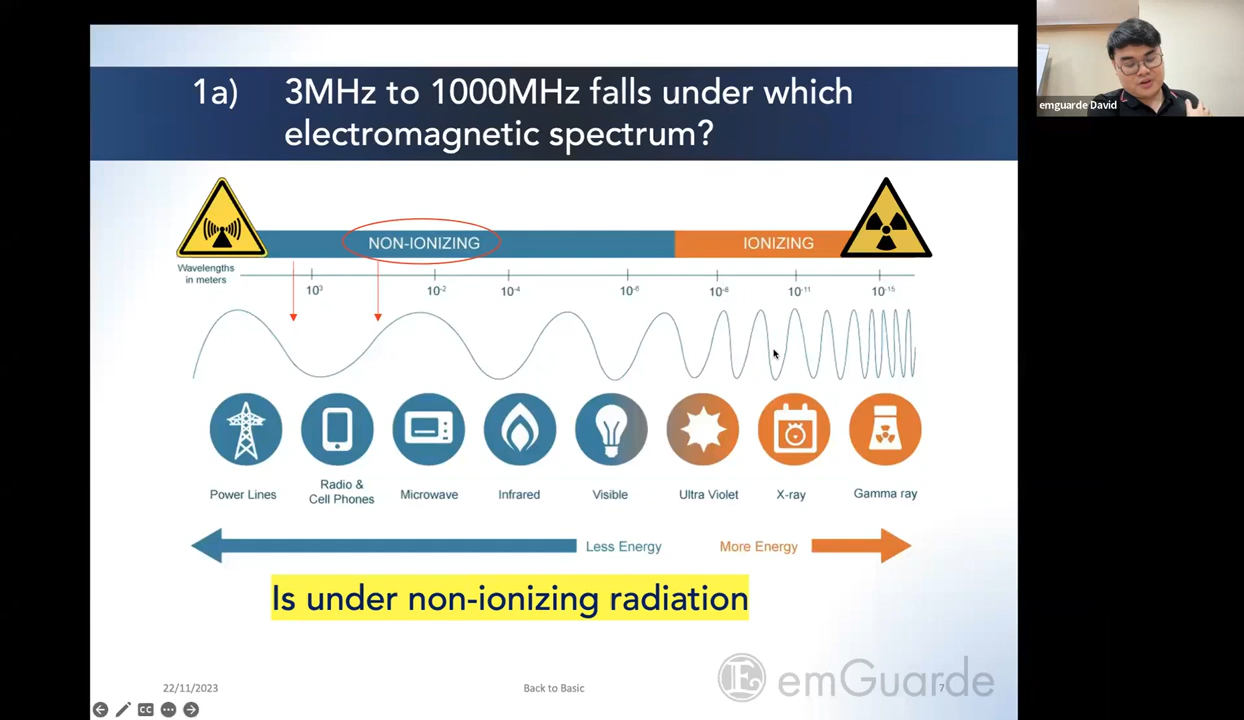 1a) 3MHz to 1000MHz falls under which
electromagnetic spectrum?
emguarde David
NON-IONIZING
IONIZING
Wavelengths
in meters
10³ 10⁻² 10⁻⁴ 10⁻⁶ 10⁻⁸ 10⁻¹¹ 10⁻¹⁵
Power Lines
Radio &
Cell Phones
Microwave
Infrared
Visible
Ultra Violet
X-ray
Gamma ray
Less Energy
More Energy
Is under non-ionizing radiation
22/11/2023
Back to Basic
7
emGuarde
CC